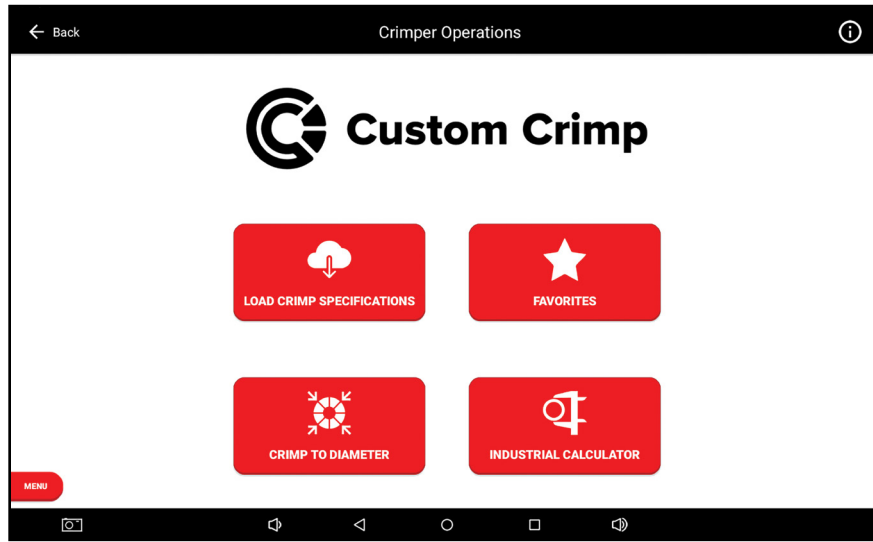 Back
Crimper Operations
Custom Crimp
LOAD CRIMP SPECIFICATIONS
FAVORITES
CRIMP TO DIAMETER
INDUSTRIAL CALCULATOR
MENU